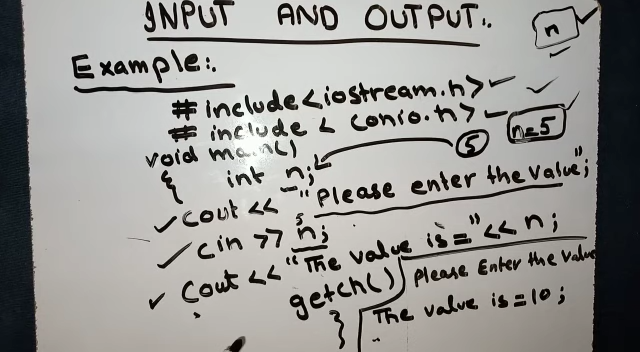 INPUT AND OUTPUT:.
n
Example:.
# include<iostream.h>
# include < conio.h>
void main()
5
n=5
{ int n;
cout << "Please enter the value";
5
cin >> n;
Cout << "The value is =" << n;
getch()
}
Please Enter the value
The value is = 10;